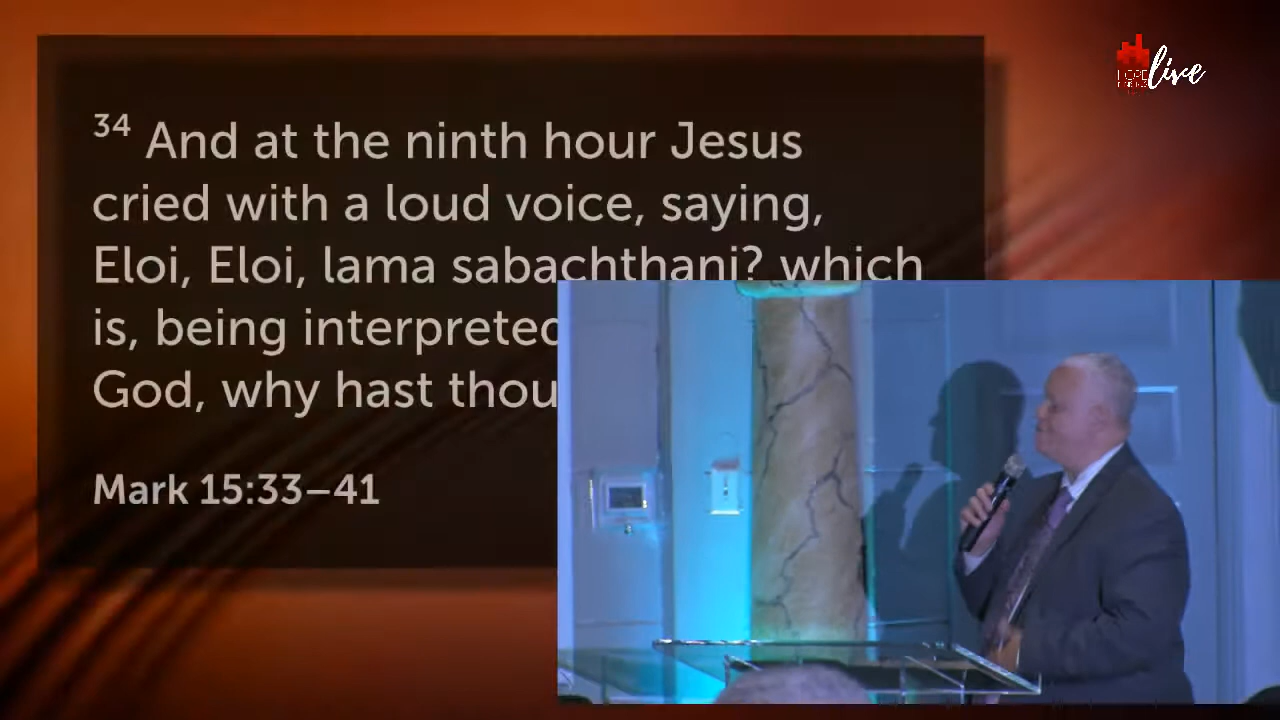 34 And at the ninth hour Jesus
cried with a loud voice, saying,
Eloi, Eloi, lama sabachthani? which
is, being interpreted
God, why hast thou
Mark 15:33–41
HOPE
live